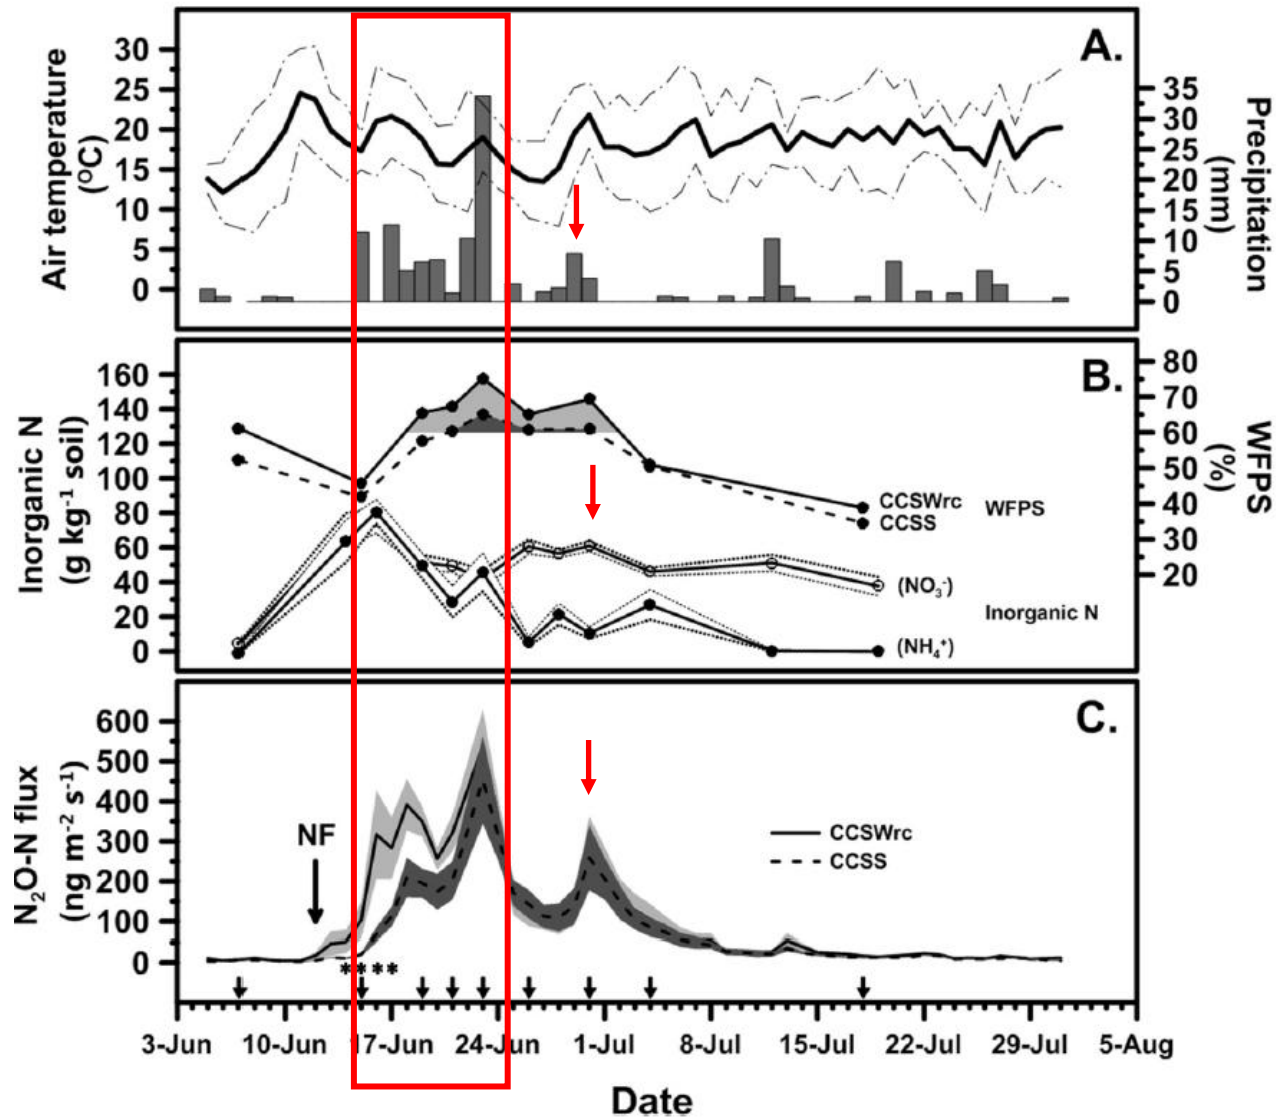 A.
Air temperature
(°C)
30
25
20
15
10
5
0
35
30
25
20
15
10
5
0
Precipitation
(mm)
B.
Inorganic N
(g kg⁻¹ soil)
160
140
120
100
80
60
40
20
0
80
70
60
50
40
30
20
WFPS
(%)
CCSWrc
CCSS
WFPS
(NO₃⁻)
Inorganic N
(NH₄⁺)
C.
N₂O-N flux
(ng m⁻² s⁻¹)
600
500
400
300
200
100
0
NF
CCSWrc
CCSS
****
3-Jun 10-Jun 17-Jun 24-Jun 1-Jul 8-Jul 15-Jul 22-Jul 29-Jul 5-Aug
Date